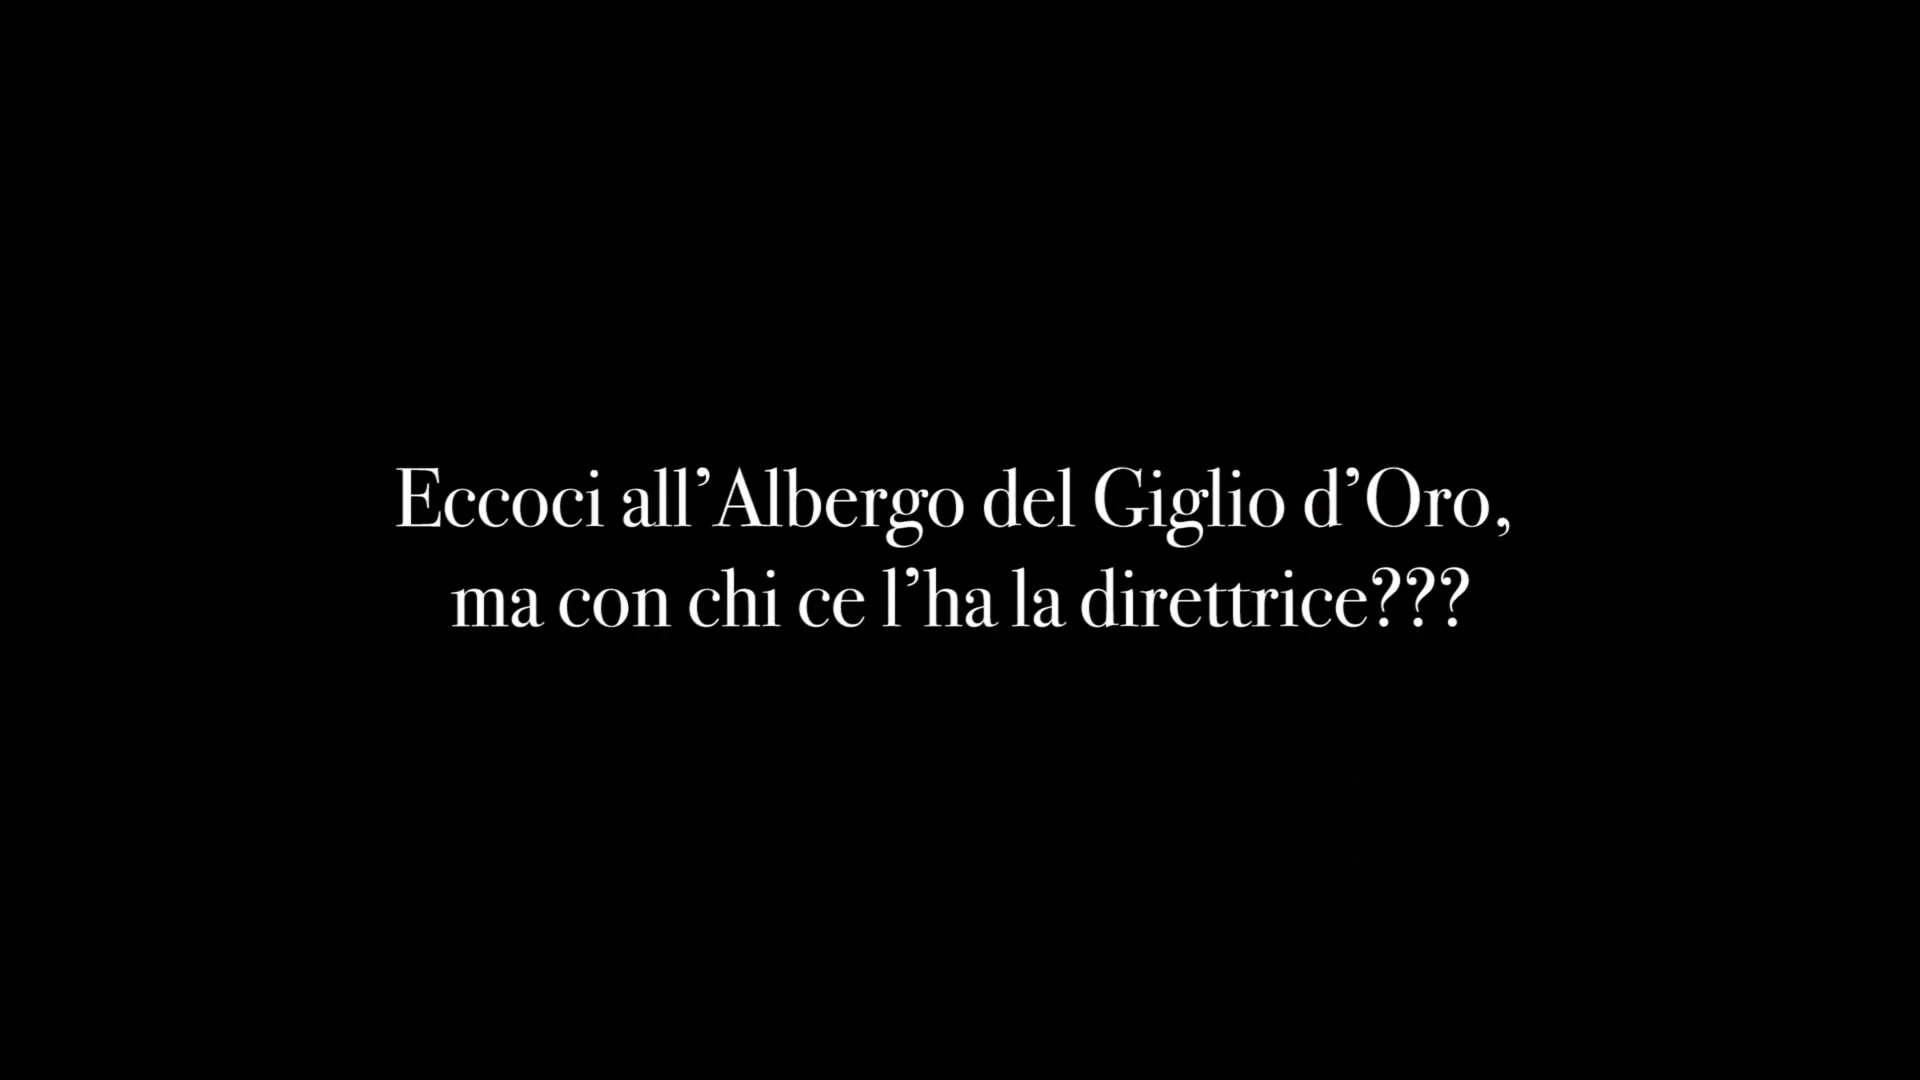 Eccoci all’Albergo del Giglio d’Oro,
ma con chi ce l’ha la direttrice???